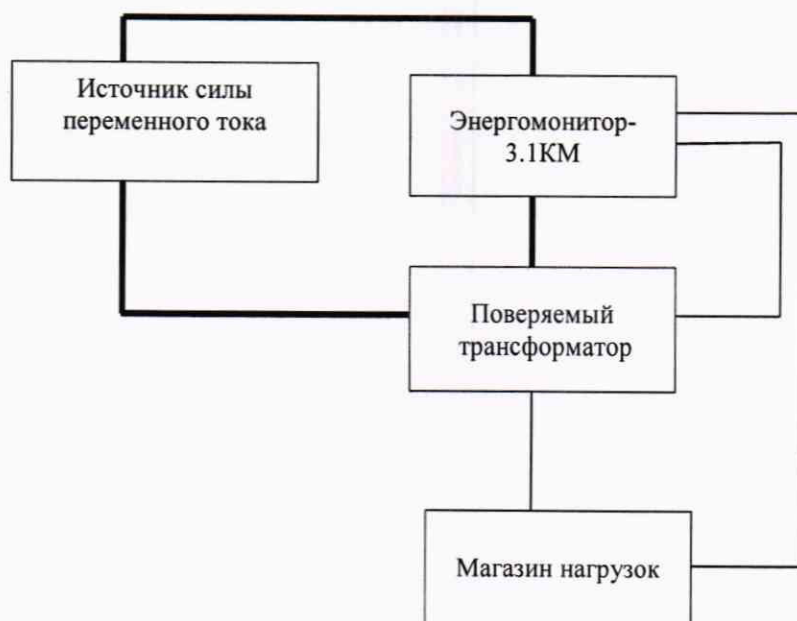 Источник силы
переменного тока
Энергомонитор-
3.1КМ
Поверяемый
трансформатор
Магазин нагрузок